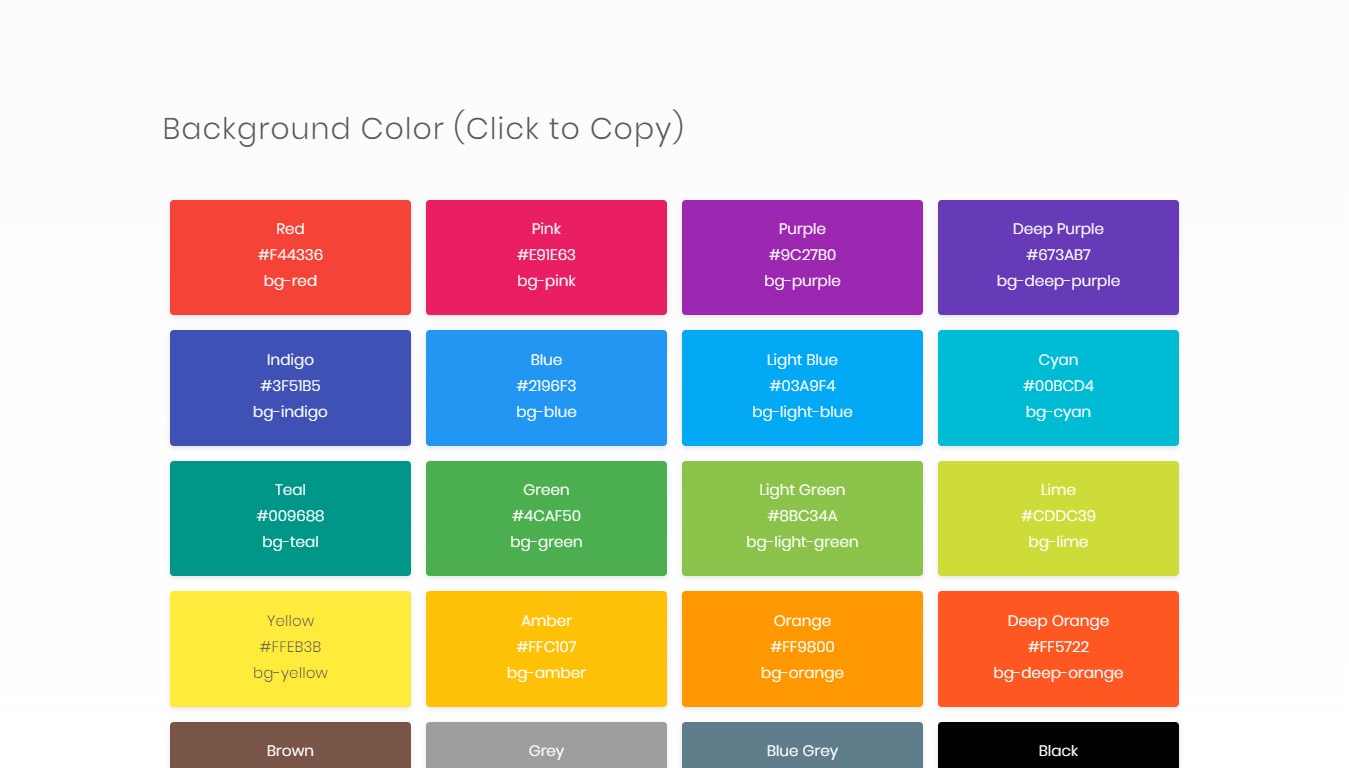 Background Color (Click to Copy)
Red
#F44336
bg-red
Pink
#E91E63
bg-pink
Purple
#9C27B0
bg-purple
Deep Purple
#673AB7
bg-deep-purple
Indigo
#3F51B5
bg-indigo
Blue
#2196F3
bg-blue
Light Blue
#03A9F4
bg-light-blue
Cyan
#00BCD4
bg-cyan
Teal
#009688
bg-teal
Green
#4CAF50
bg-green
Light Green
#8BC34A
bg-light-green
Lime
#CDDC39
bg-lime
Yellow
#FFEB3B
bg-yellow
Amber
#FFC107
bg-amber
Orange
#FF9800
bg-orange
Deep Orange
#FF5722
bg-deep-orange
Brown
Grey
Blue Grey
Black